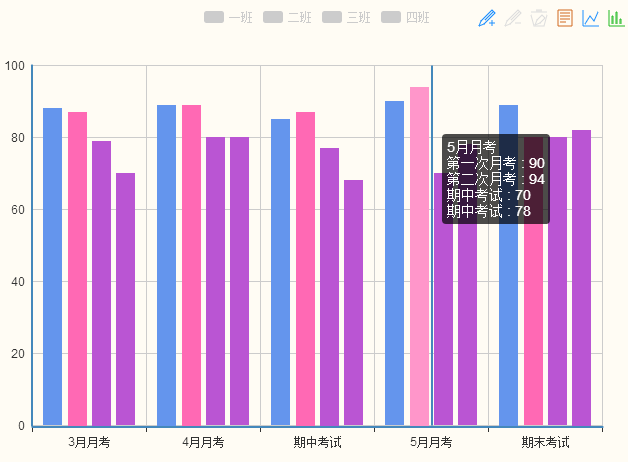 一班 二班 三班 四班
100
80
60
40
20
0
5月月考
第一次月考 : 90
第二次月考 : 94
期中考试 : 70
期中考试 : 78
3月月考 4月月考 期中考试 5月月考 期末考试